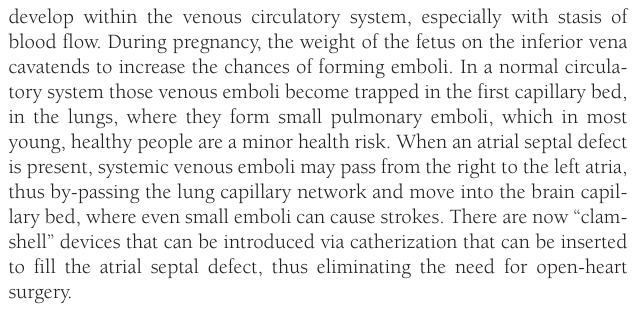 develop within the venous circulatory system, especially with stasis of
blood flow. During pregnancy, the weight of the fetus on the inferior vena
cavatends to increase the chances of forming emboli. In a normal circula-
tory system those venous emboli become trapped in the first capillary bed,
in the lungs, where they form small pulmonary emboli, which in most
young, healthy people are a minor health risk. When an atrial septal defect
is present, systemic venous emboli may pass from the right to the left atria,
thus by-passing the lung capillary network and move into the brain capil-
lary bed, where even small emboli can cause strokes. There are now “clam-
shell” devices that can be introduced via catherization that can be inserted
to fill the atrial septal defect, thus eliminating the need for open-heart
surgery.